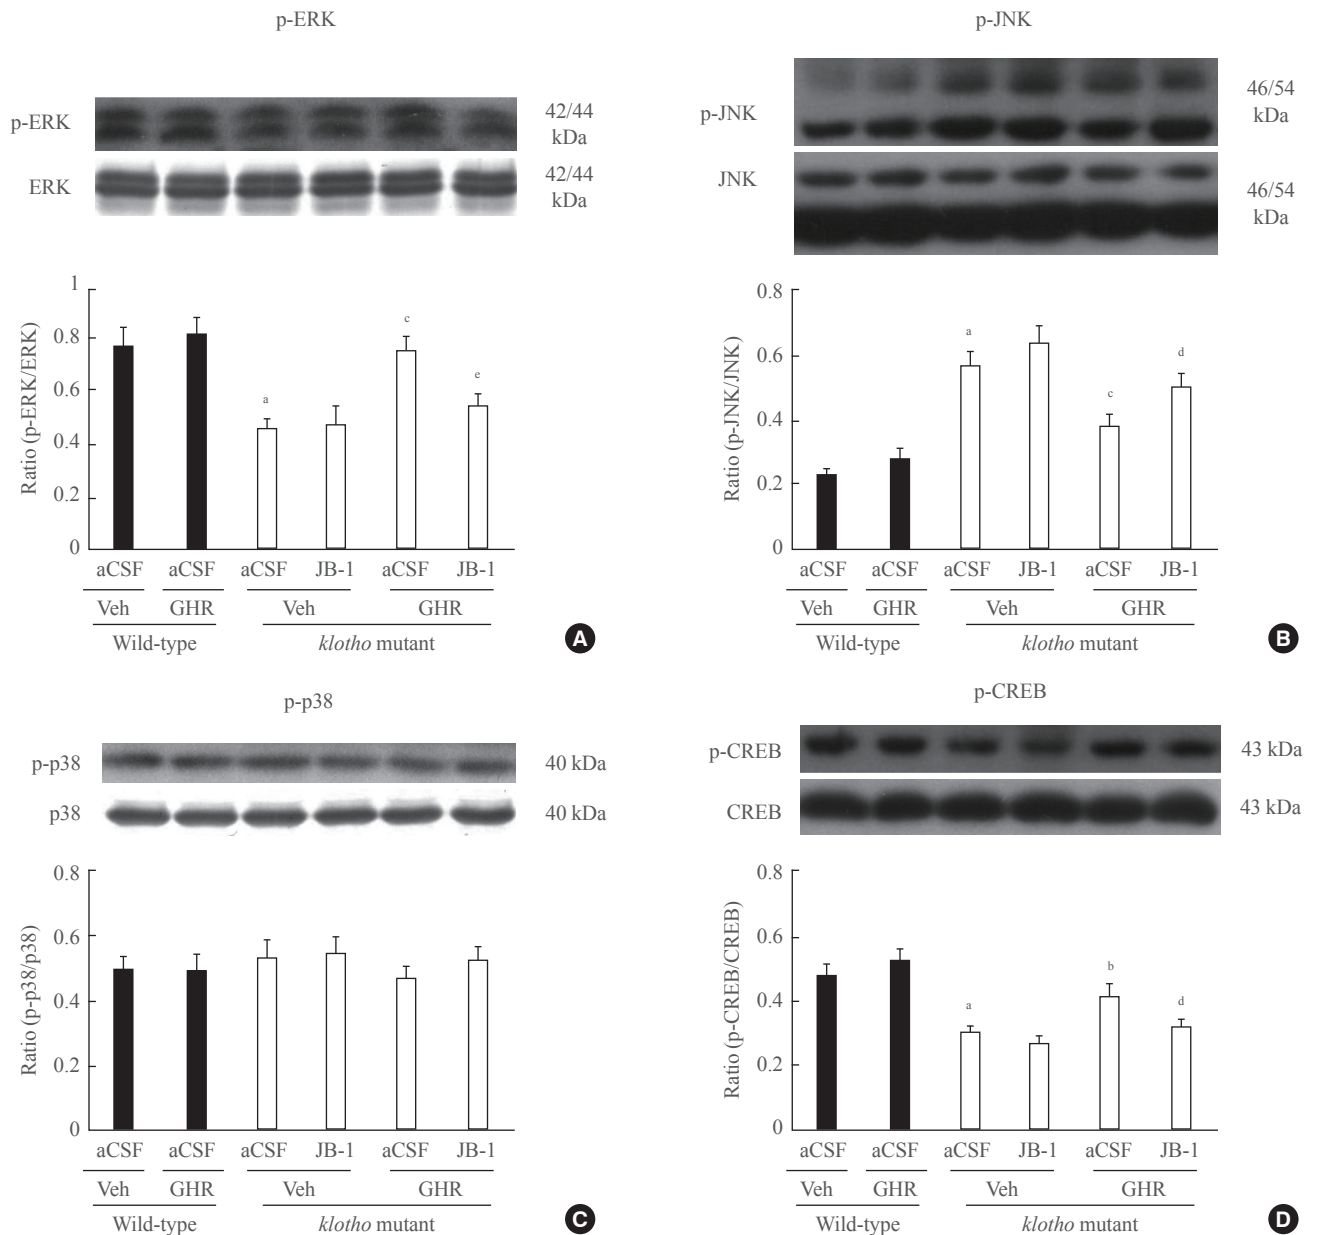 p-ERK
p-ERK
42/44
kDa
ERK
42/44
kDa
Ratio (p-ERK/ERK)
1
0.8
0.6
0.4
0.2
0
a
c
e
aCSF aCSF aCSF JB-1 aCSF JB-1
Veh GHR Veh GHR
Wild-type klotho mutant
A
p-JNK
p-JNK
46/54
kDa
JNK
46/54
kDa
Ratio (p-JNK/JNK)
0.8
0.6
0.4
0.2
0
a
c
d
aCSF aCSF aCSF JB-1 aCSF JB-1
Veh GHR Veh GHR
Wild-type klotho mutant
B
p-p38
p-p38 40 kDa
p38 40 kDa
Ratio (p-p38/p38)
0.8
0.6
0.4
0.2
0
aCSF aCSF aCSF JB-1 aCSF JB-1
Veh GHR Veh GHR
Wild-type klotho mutant
C
p-CREB
p-CREB 43 kDa
CREB 43 kDa
Ratio (p-CREB/CREB)
0.8
0.6
0.4
0.2
0
a
b
d
aCSF aCSF aCSF JB-1 aCSF JB-1
Veh GHR Veh GHR
Wild-type klotho mutant
D